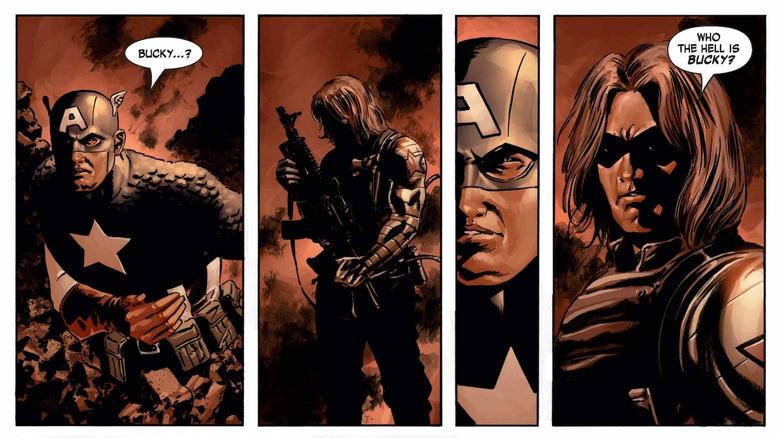 BUCKY...?
WHO
THE HELL IS
BUCKY?
A
A